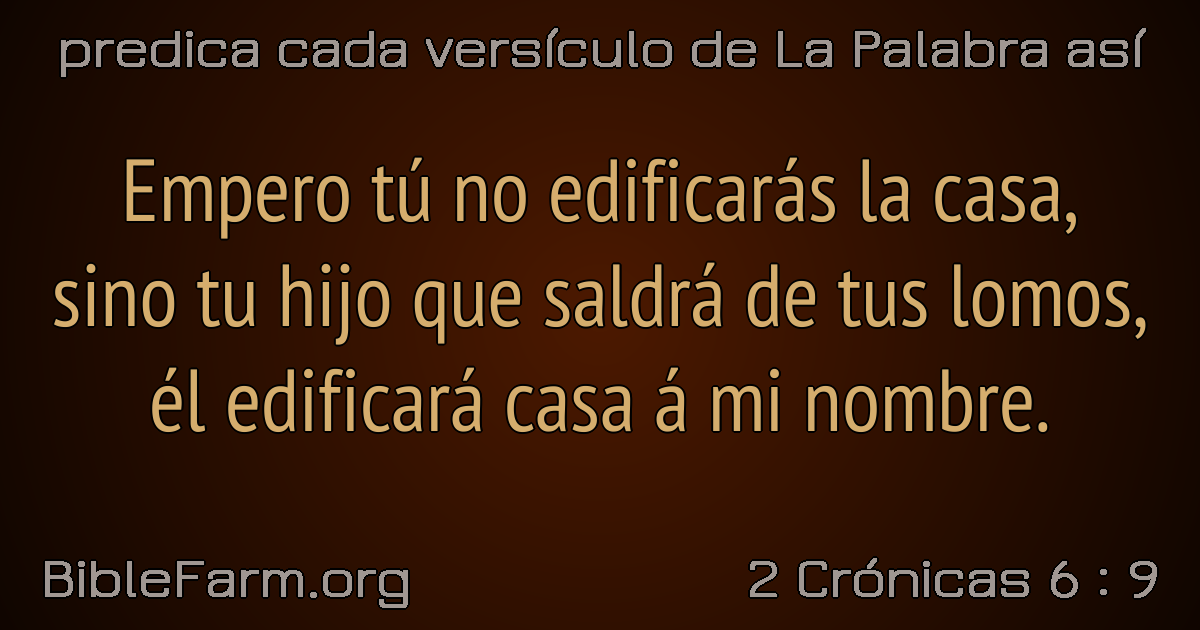 predica cada versículo de La Palabra así
Empero tú no edificarás la casa,
sino tu hijo que saldrá de tus lomos,
él edificará casa á mi nombre.
BibleFarm.org
2 Crónicas 6 : 9